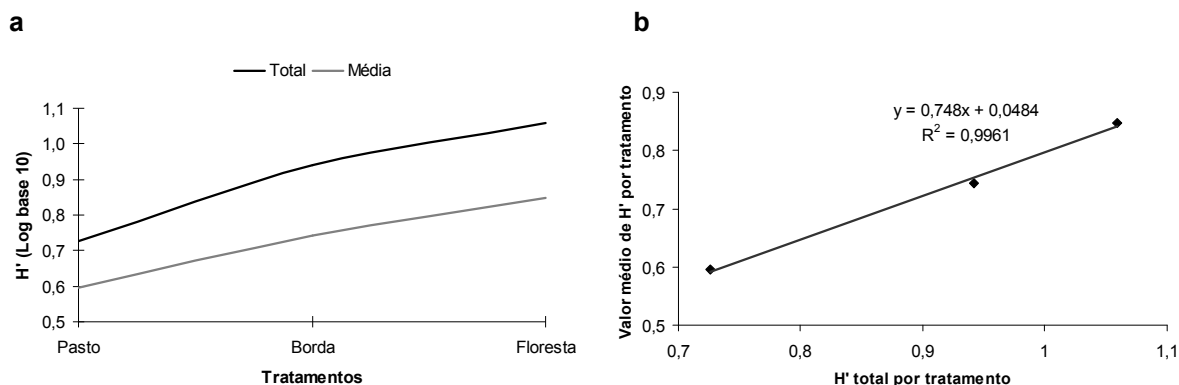 a
Total Média
H' (Log base 10)
1,1
1,0
0,9
0,8
0,7
0,6
0,5
Pasto Borda Floresta
Tratamentos
b
Valor médio de H' por tratamento
0,9
0,8
0,7
0,6
0,5
y = 0,748x + 0,0484
R² = 0,9961
0,7 0,8 0,9 1 1,1
H' total por tratamento